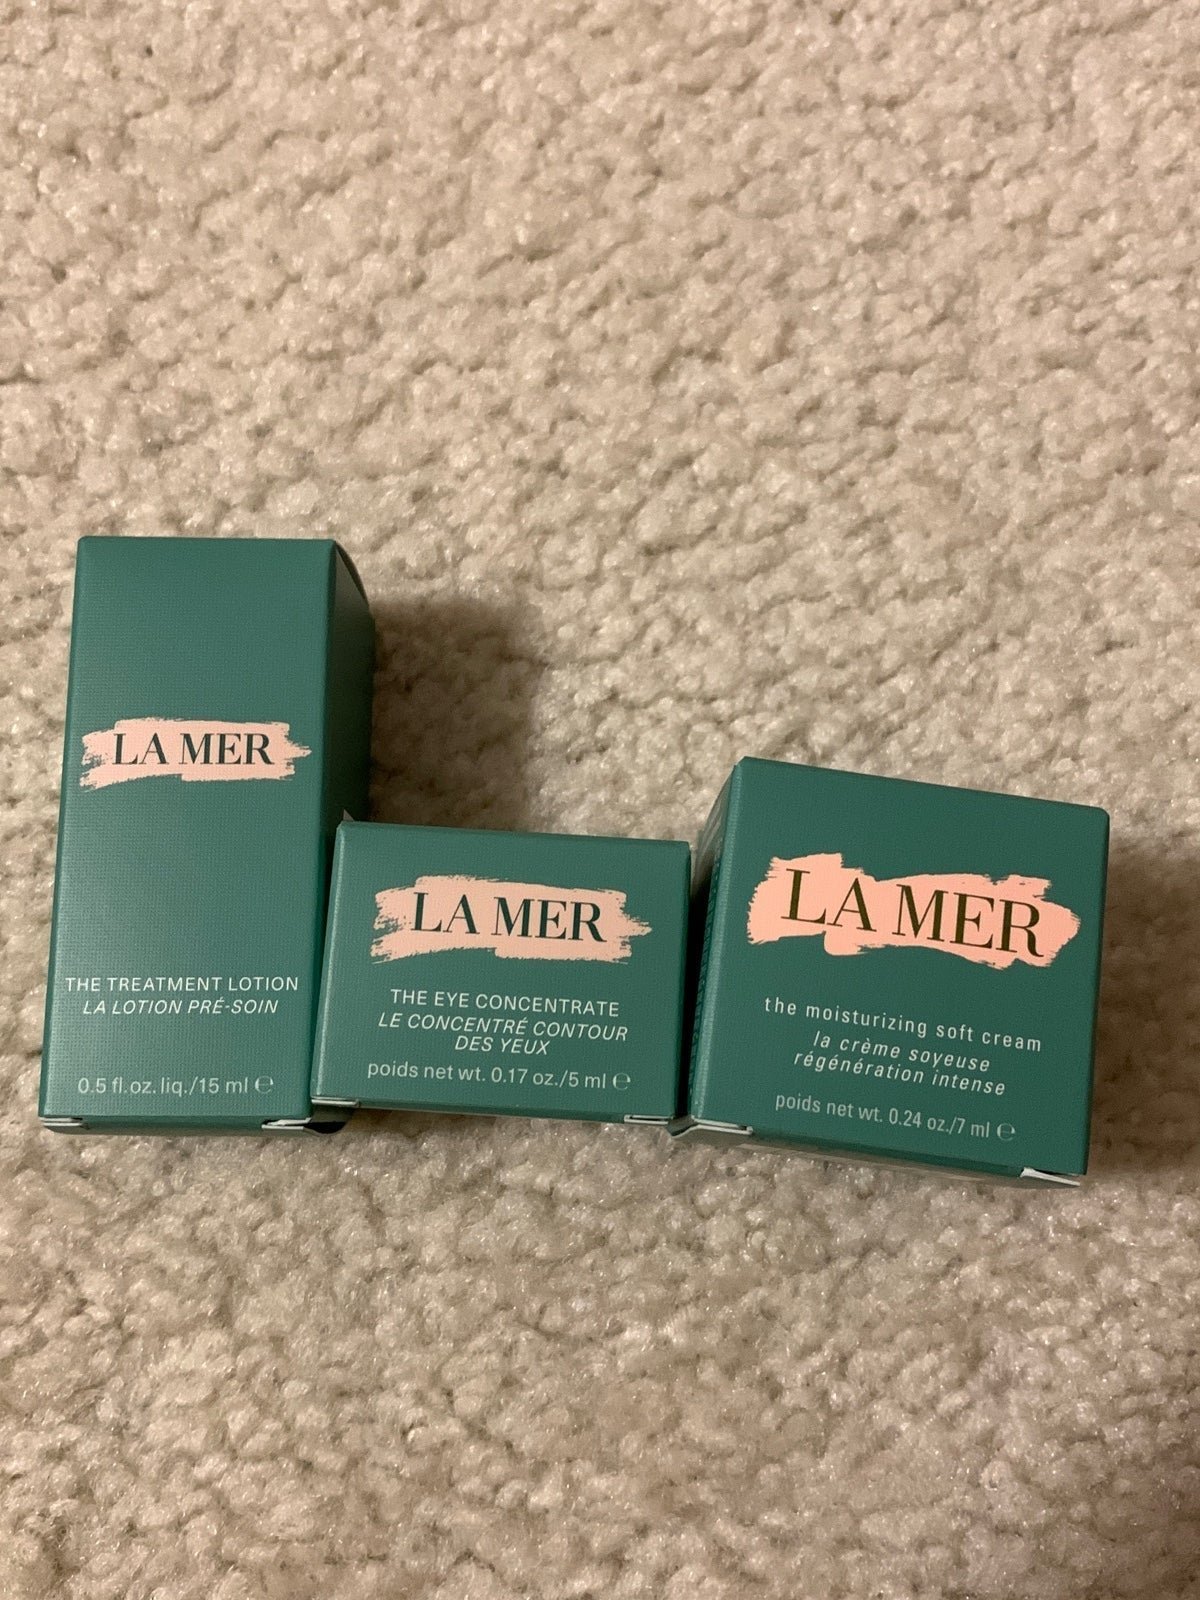 LA MER
THE TREATMENT LOTION
LA LOTION PRÉ-SOIN
0.5 fl.oz. liq./15 ml ℮
LA MER
THE EYE CONCENTRATE
LE CONCENTRÉ CONTOUR
DES YEUX
poids net wt. 0.17 oz./5 ml ℮
LA MER
the moisturizing soft cream
la crème soyeuse
régénération intense
poids net wt. 0.24 oz./7 ml ℮